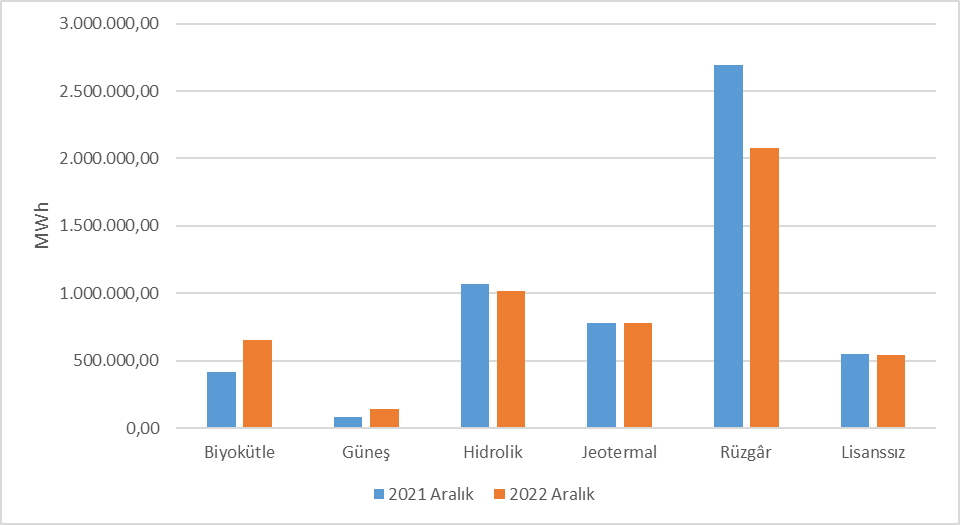 3.000.000,00
2.500.000,00
2.000.000,00
1.500.000,00
1.000.000,00
500.000,00
0,00
MWh
Biyokütle Güneş Hidrolik Jeotermal Rüzgâr Lisanssız
2021 Aralık 2022 Aralık